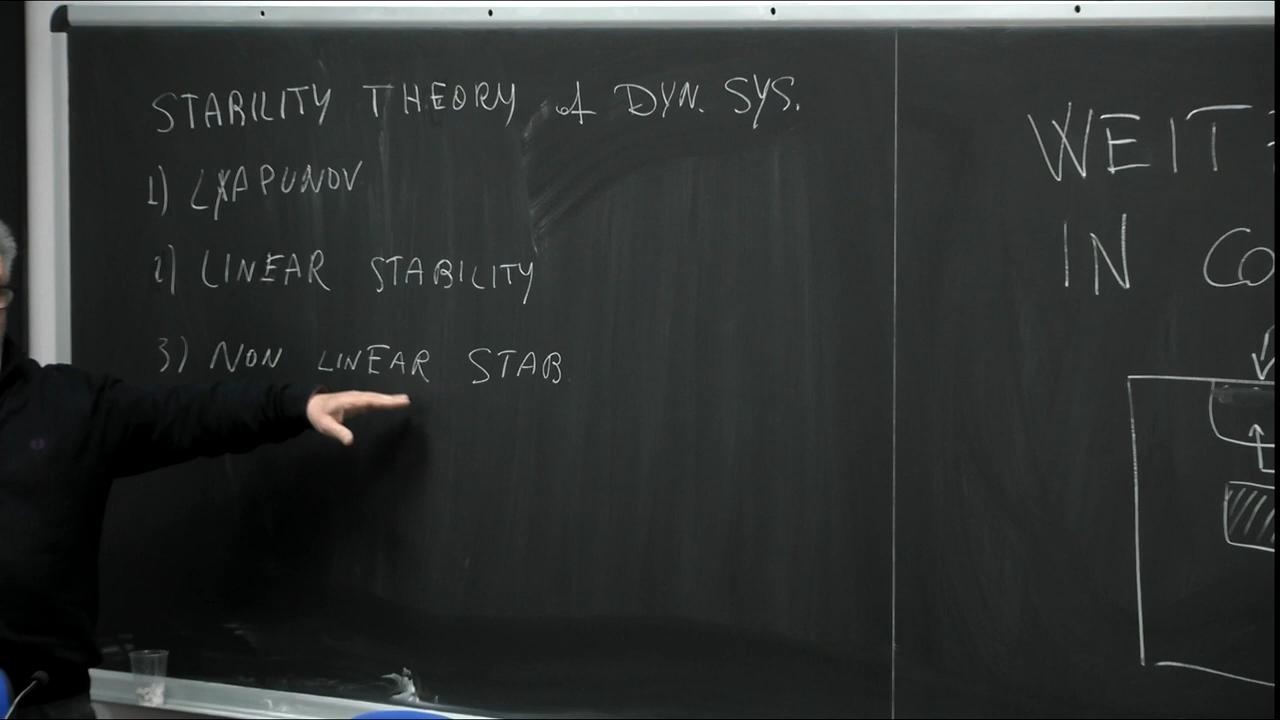 STABILITY THEORY of DYN. SYS.
1) LYAPUNOV
2) LINEAR STABILITY
3) NON LINEAR STAB.
WEIT
IN CO